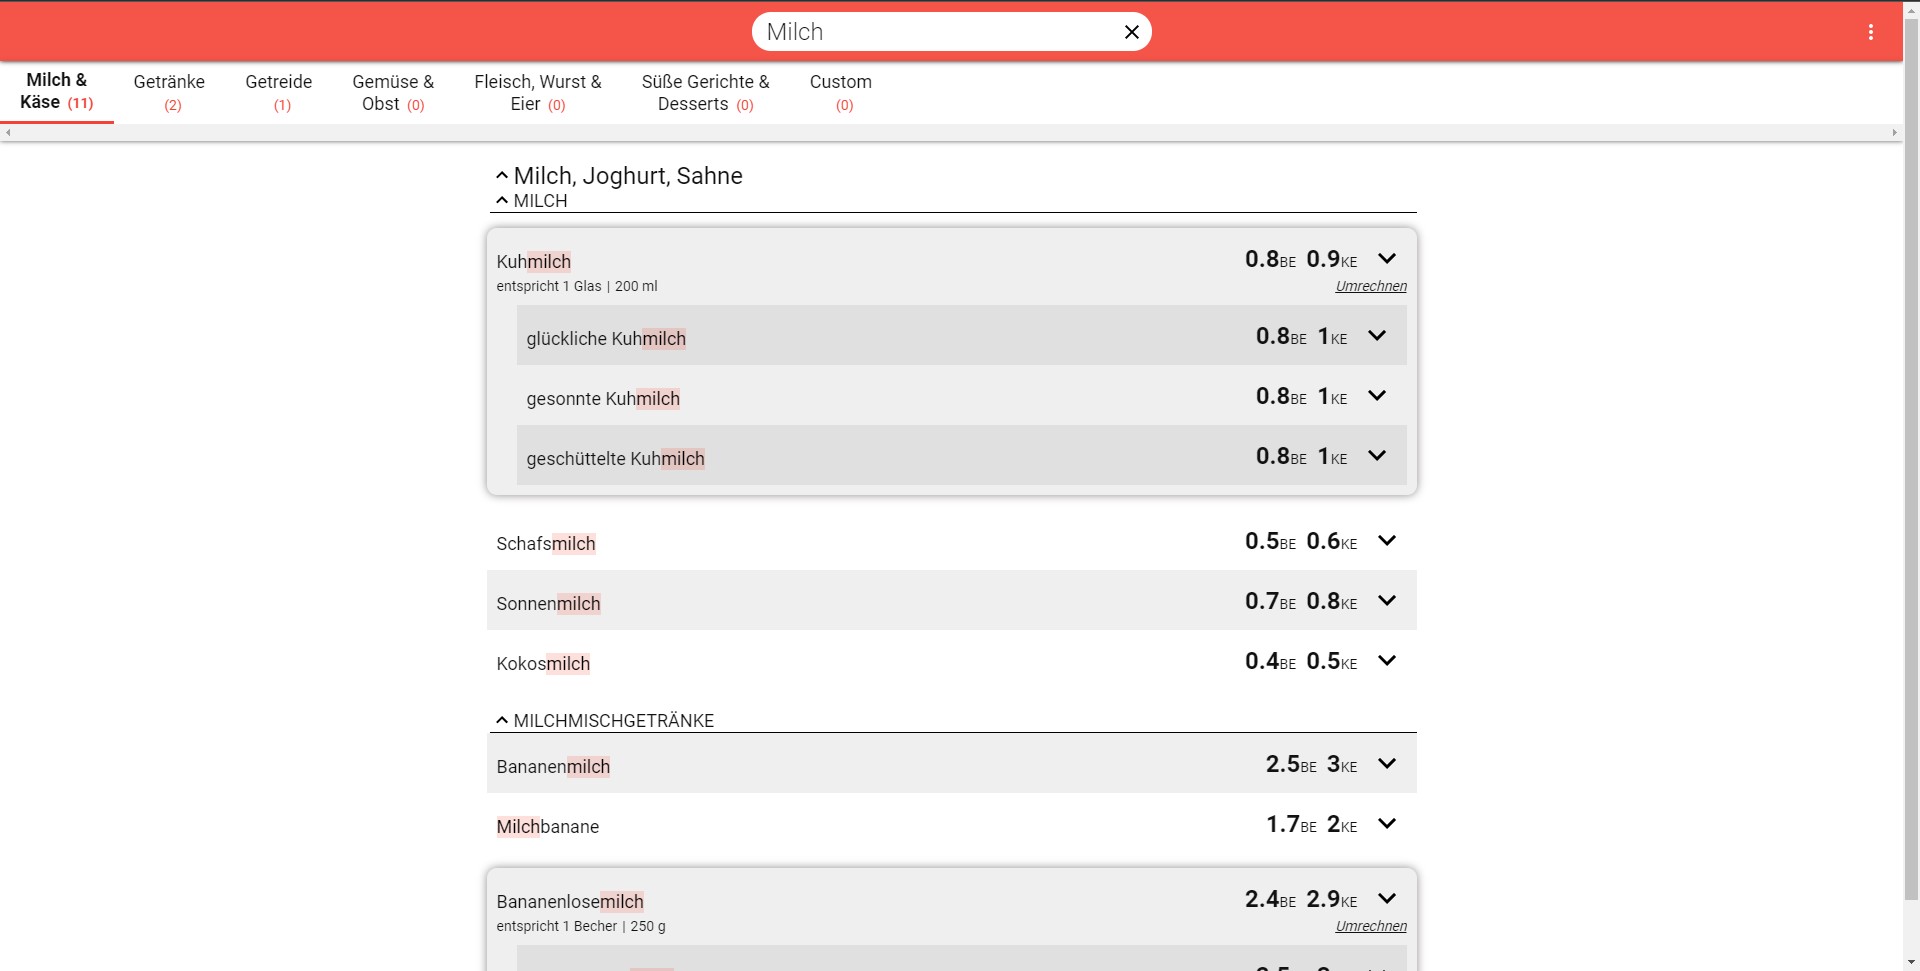 Milch
Milch &
Käse (11)
Getränke
(2)
Getreide
(1)
Gemüse &
Obst (0)
Fleisch, Wurst &
Eier (0)
Süße Gerichte &
Desserts (0)
Custom
(0)
Milch, Joghurt, Sahne
MILCH
Kuhmilch 0.8BE 0.9KE
entspricht 1 Glas | 200 ml Umrechnen
glückliche Kuhmilch 0.8BE 1KE
gesonnte Kuhmilch 0.8BE 1KE
geschüttelte Kuhmilch 0.8BE 1KE
Schafsmilch 0.5BE 0.6KE
Sonnenmilch 0.7BE 0.8KE
Kokosmilch 0.4BE 0.5KE
MILCHMISCHGETRÄNKE
Bananenmilch 2.5BE 3KE
Milchbanane 1.7BE 2KE
Bananenlosemilch 2.4BE 2.9KE
entspricht 1 Becher | 250 g Umrechnen